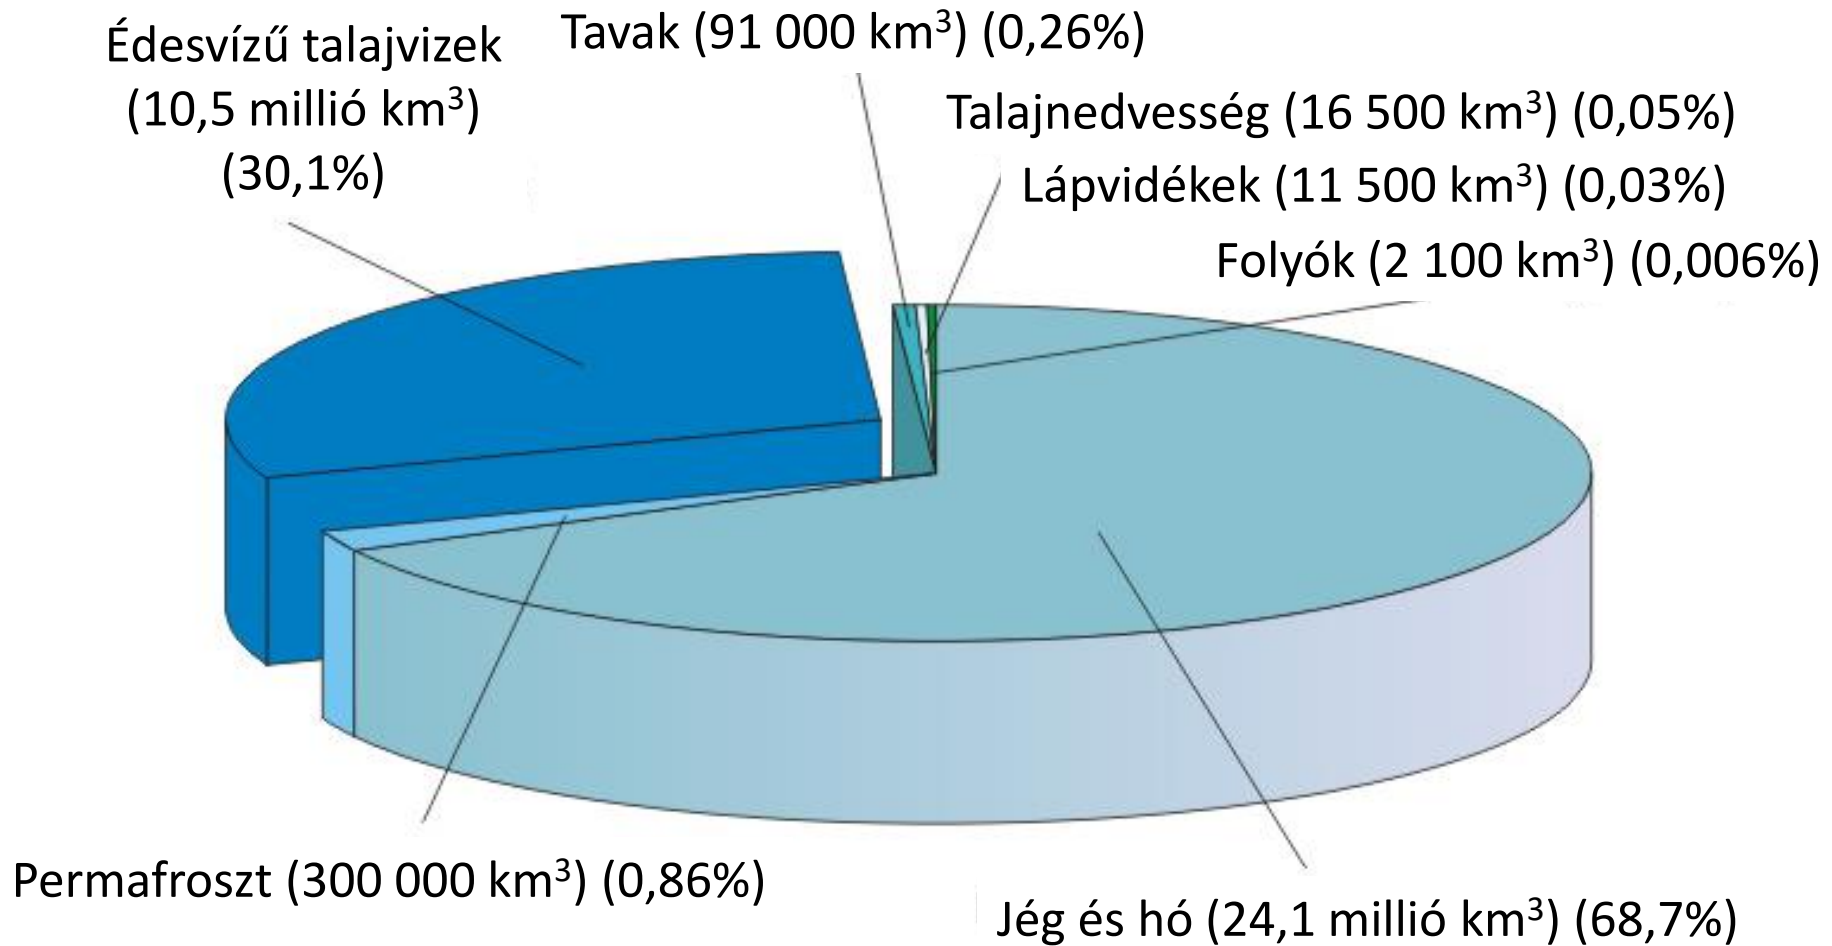 Édesvízű talajvizek
(10,5 millió km³)
(30,1%)
Tavak (91 000 km³) (0,26%)
Talajnedvesség (16 500 km³) (0,05%)
Lápvidékek (11 500 km³) (0,03%)
Folyók (2 100 km³) (0,006%)
Permafroszt (300 000 km³) (0,86%)
Jég és hó (24,1 millió km³) (68,7%)